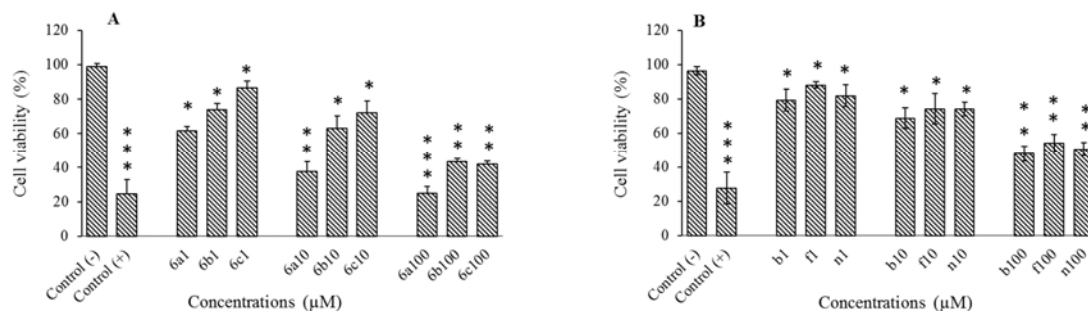 A
Cell viability (%)
120
100
80
60
40
20
0
***
*
*
*
**
*
*
***
**
**
Control (-)
Control (+)
6a1
6b1
6c1
6a10
6b10
6c10
6a100
6b100
6c100
Concentrations (µM)
B
Cell viability (%)
120
100
80
60
40
20
0
***
*
*
*
*
*
*
**
**
**
Control (-)
Control (+)
b1
f1
n1
b10
f10
n10
b100
f100
n100
Concentrations (µM)